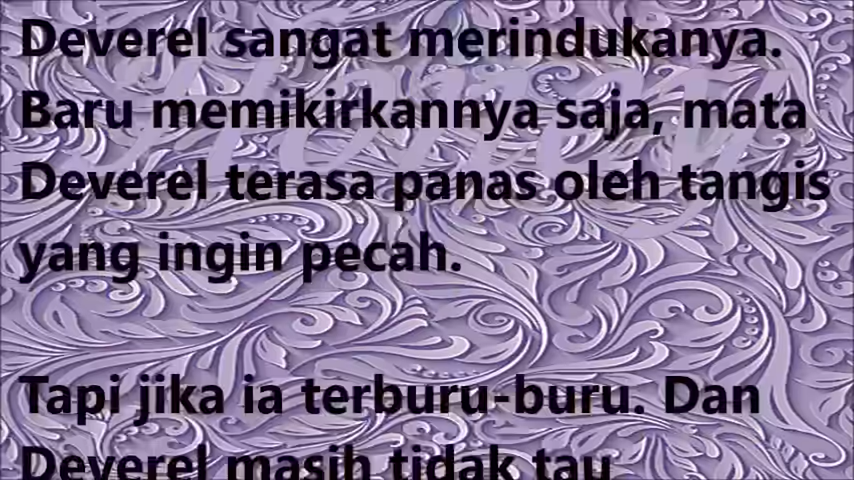 Deverel sangat merindukanya.
Baru memikirkannya saja, mata
Deverel terasa panas oleh tangis
yang ingin pecah.
Tapi jika ia terburu-buru. Dan
Deverel masih tidak tau